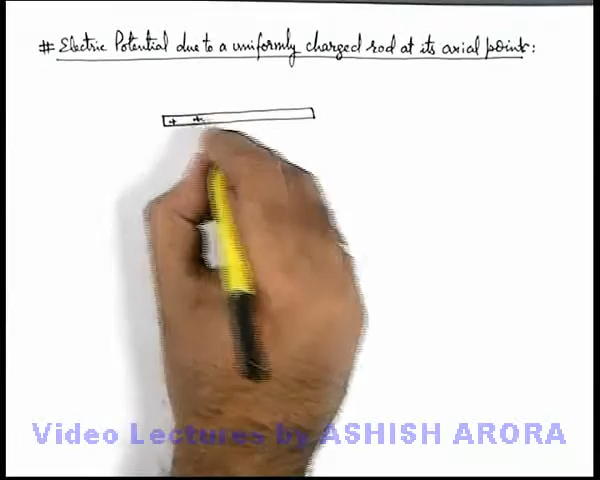 # Electric Potential due to a uniformly charged rod at its axial point :
+ +
Video Lectures by ASHISH ARORA